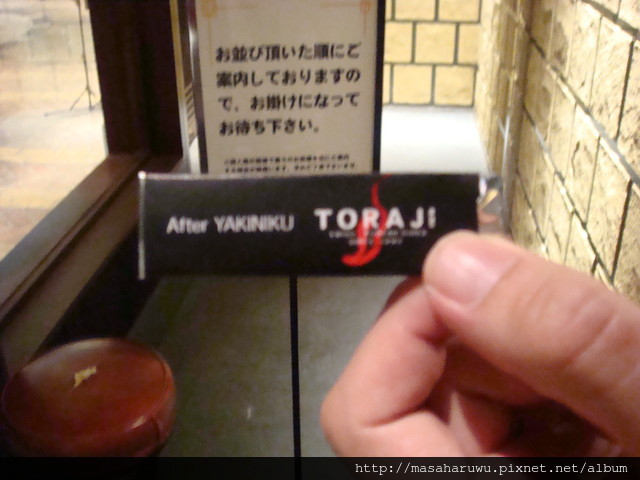 お並び頂いた順にご
案内しておりますの
で、お掛けになって
お待ち下さい。
After YAKINIKU TORAJI
http://masaharuwu.pixnet.net/album